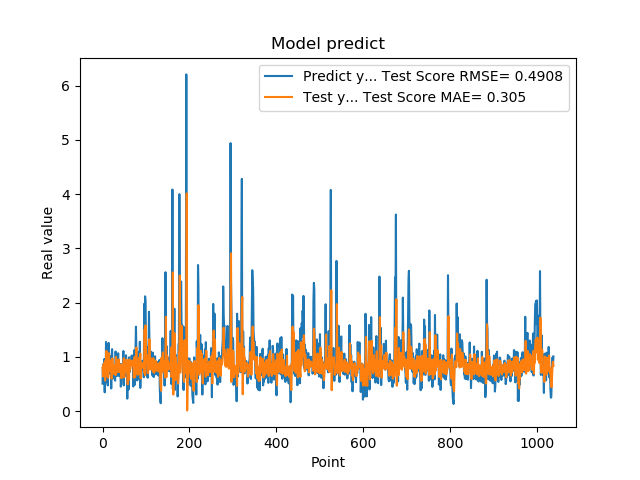 Model predict
Predict y... Test Score RMSE= 0.4908
Test y... Test Score MAE= 0.305
Real value
6
5
4
3
2
1
0
0 200 400 600 800 1000
Point